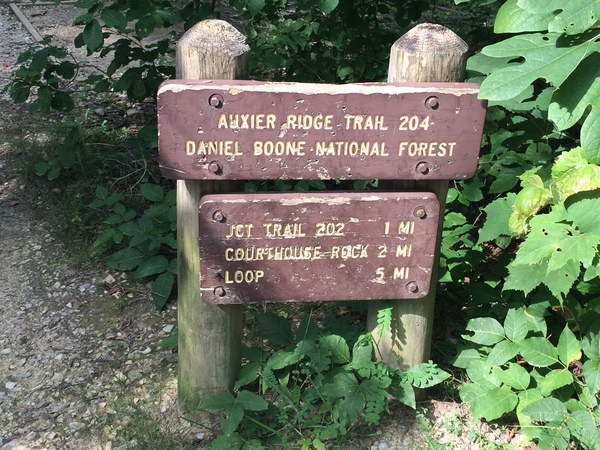 AUXIER RIDGE TRAIL 204
DANIEL BOONE NATIONAL FOREST
JCT TRAIL 202 1 MI
COURTHOUSE ROCK 2 MI
LOOP 5 MI